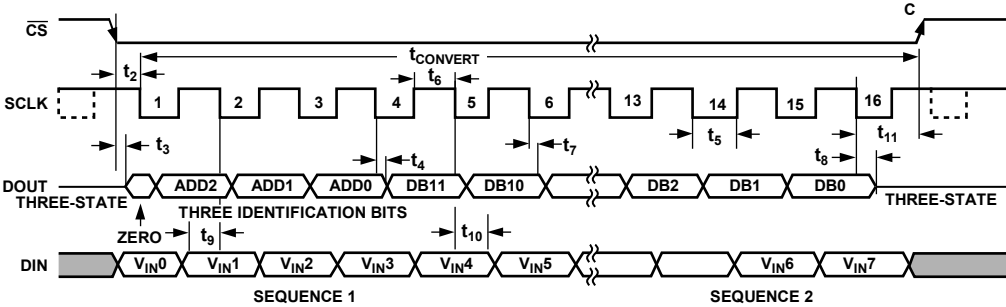 C
CS
tCONVERT
t2
t6
SCLK
1 2 3 4 5 6 13 14 15 16
t3
t4
t7
t5
t8
t11
DOUT
ADD2 ADD1 ADD0 DB11 DB10 DB2 DB1 DB0
THREE-STATE
THREE-STATE
THREE IDENTIFICATION BITS
ZERO
t9
t10
DIN
VIN0 VIN1 VIN2 VIN3 VIN4 VIN5 VIN6 VIN7
SEQUENCE 1 SEQUENCE 2